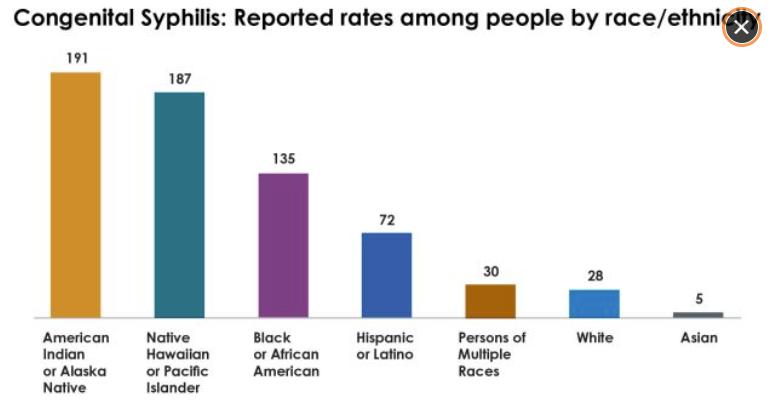 Congenital Syphilis: Reported rates among people by race/ethnicity
191
187
135
72
30
28
5
American
Indian
or Alaska
Native
Native
Hawaiian
or Pacific
Islander
Black
or African
American
Hispanic
or Latino
Persons of
Multiple
Races
White
Asian